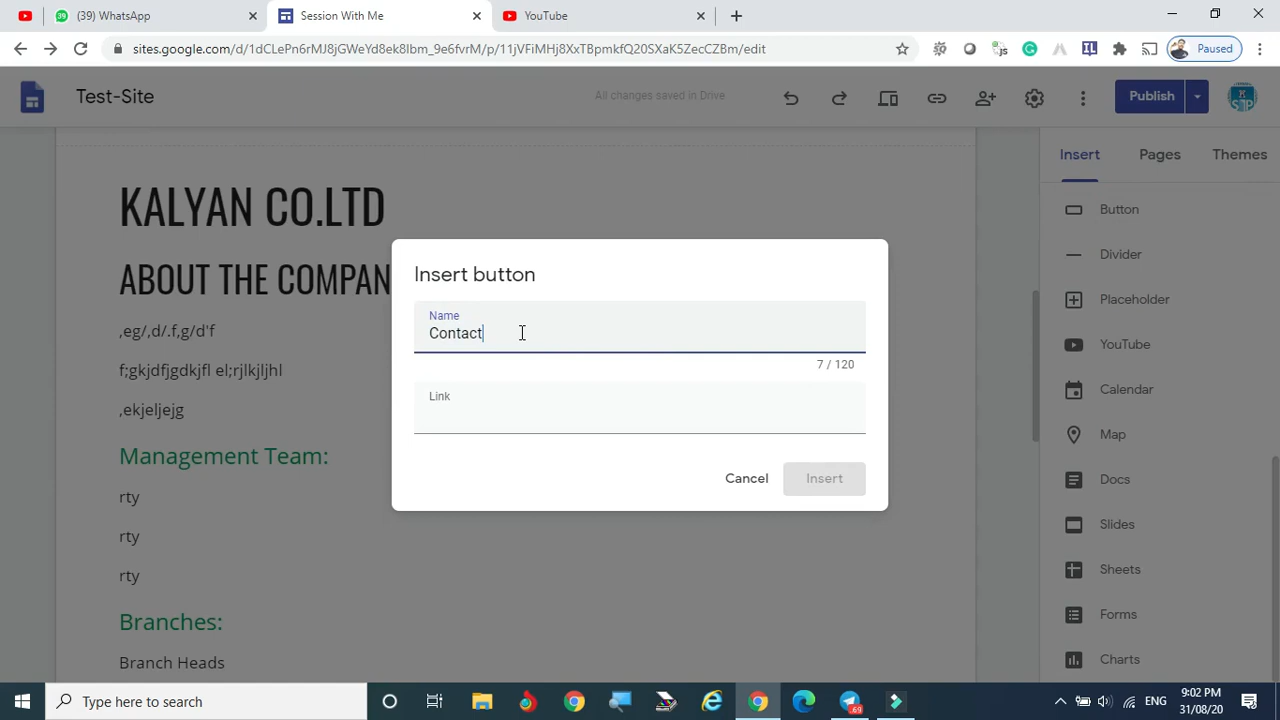 (39) WhatsApp
Session With Me
YouTube
sites.google.com/d/1dCLePn6rMJ8jGWeYd8ek8Ibm_9e6fvrM/p/11jVFiMHj8XxTBpmkfQ20SXaK5ZecCZBm/edit
Paused
Test-Site
All changes saved in Drive
Publish
Insert
Pages
Themes
KALYAN CO.LTD
ABOUT THE COMPAN
,eg/,d/.f,g/d'f
f;gkjdfjgdkjfl el;rjlkjljhl
,ekjeljejg
Management Team:
rty
rty
rty
Branches:
Branch Heads
Insert button
Name
Contact
7 / 120
Link
Cancel
Insert
Button
Divider
Placeholder
YouTube
Calendar
Map
Docs
Slides
Sheets
Forms
Charts
Type here to search
69
ENG
9:02 PM
31/08/20